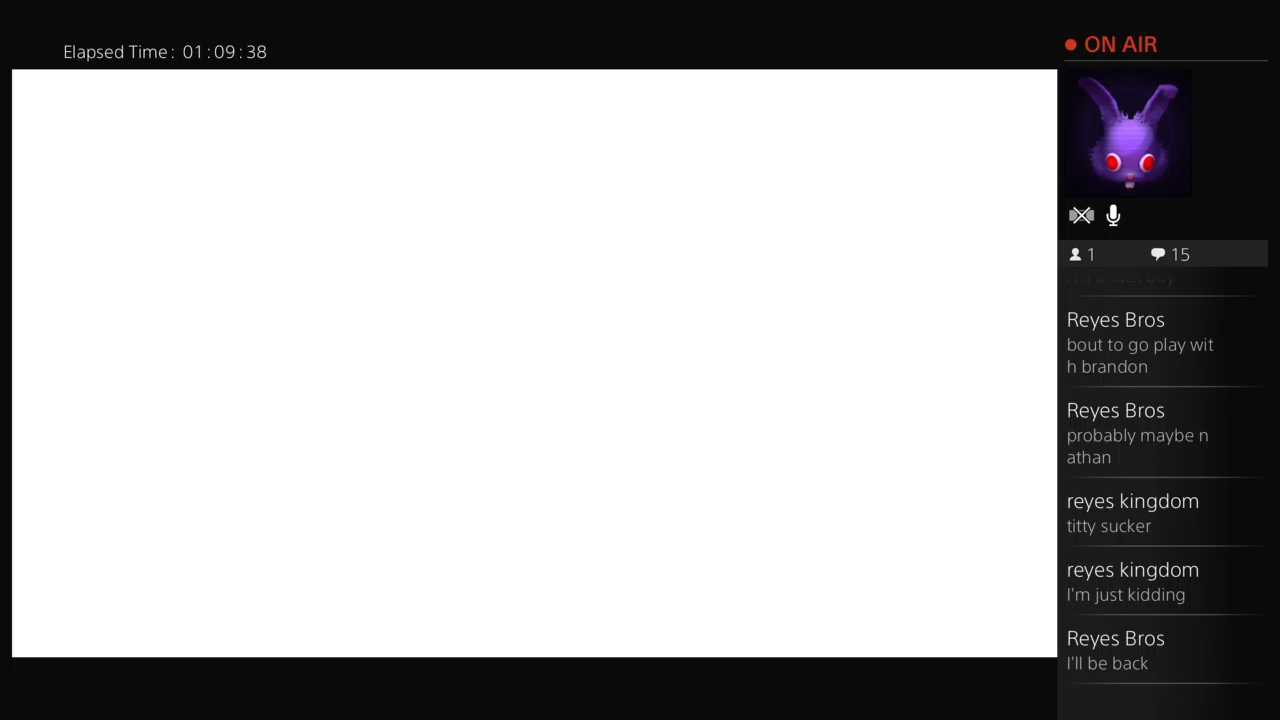 Elapsed Time: 01:09:38
ON AIR
1
15
Reyes Bros
bout to go play wit
h brandon
Reyes Bros
probably maybe n
athan
reyes kingdom
titty sucker
reyes kingdom
I'm just kidding
Reyes Bros
I'll be back